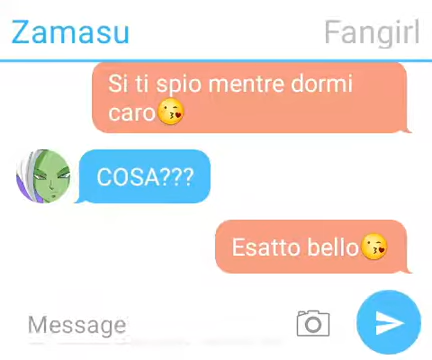 Zamasu
Fangirl
Si ti spio mentre dormi
caro😘
COSA???
Esatto bello😘
Message